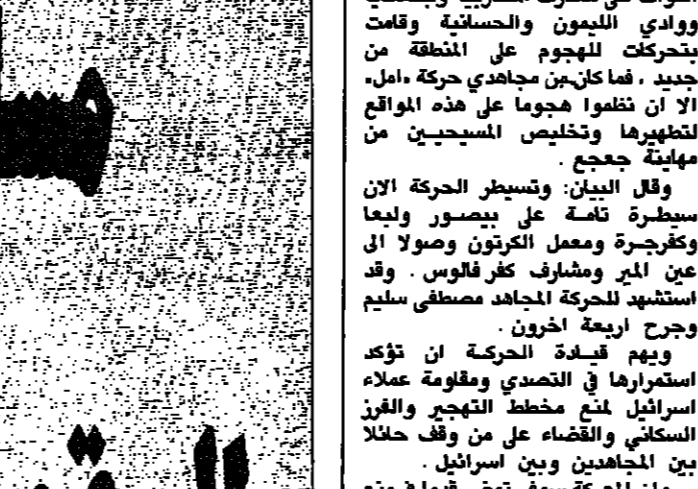 ووادي الليمون والحسانية وقامت
بتحركات للهجوم على المنطقة من
جديد ، فما كان من مجاهدي حركة «امل»
الا ان نظموا هجوما على هذه المواقع
لتطهيرها وتخليص المسيحيين من
مهاينة جعجع .
وقال البيان: وتسيطر الحركة الان
سيطرة تامة على بيصور وليعا
وكفرجرة ومعمل الكرتون وصولا الى
عين المير ومشارف كفر فالوس . وقد
استشهد للحركة المجاهد مصطفى سليم
وجرح اربعة اخرون .
ويهم قيادة الحركة ان تؤكد
استمرارها في التصدي ومقاومة عملاء
اسرائيل لمنع مخطط التهجير والفرز
السكاني والقضاء على من وقف حائلا
بين المجاهدين وبين اسرائيل .